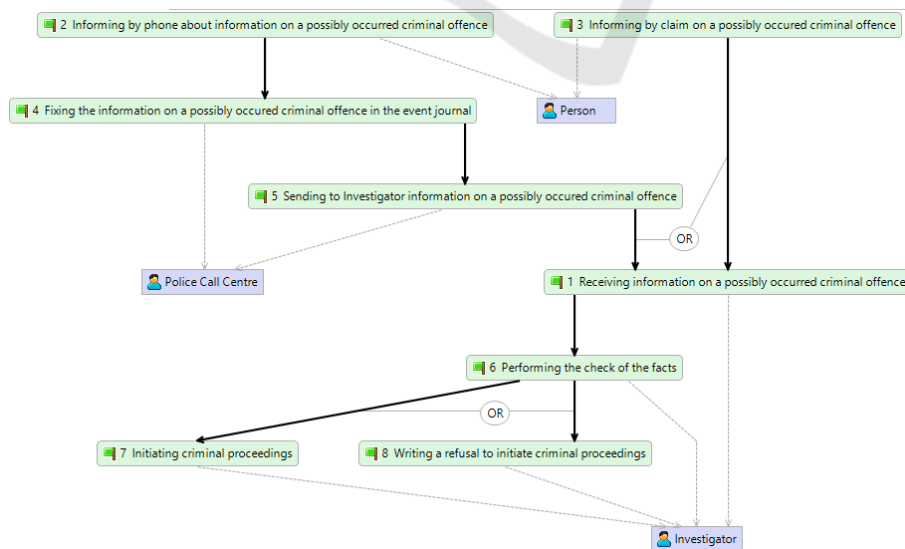 2 Informing by phone about information on a possibly occurred criminal offence
3 Informing by claim on a possibly occured criminal offence
4 Fixing the information on a possibly occured criminal offence in the event journal
Person
5 Sending to Investigator information on a possibly occured criminal offence
OR
Police Call Centre
1 Receiving information on a possibly occurred criminal offence
6 Performing the check of the facts
OR
7 Initiating criminal proceedings
8 Writing a refusal to initiate criminal proceedings
Investigator